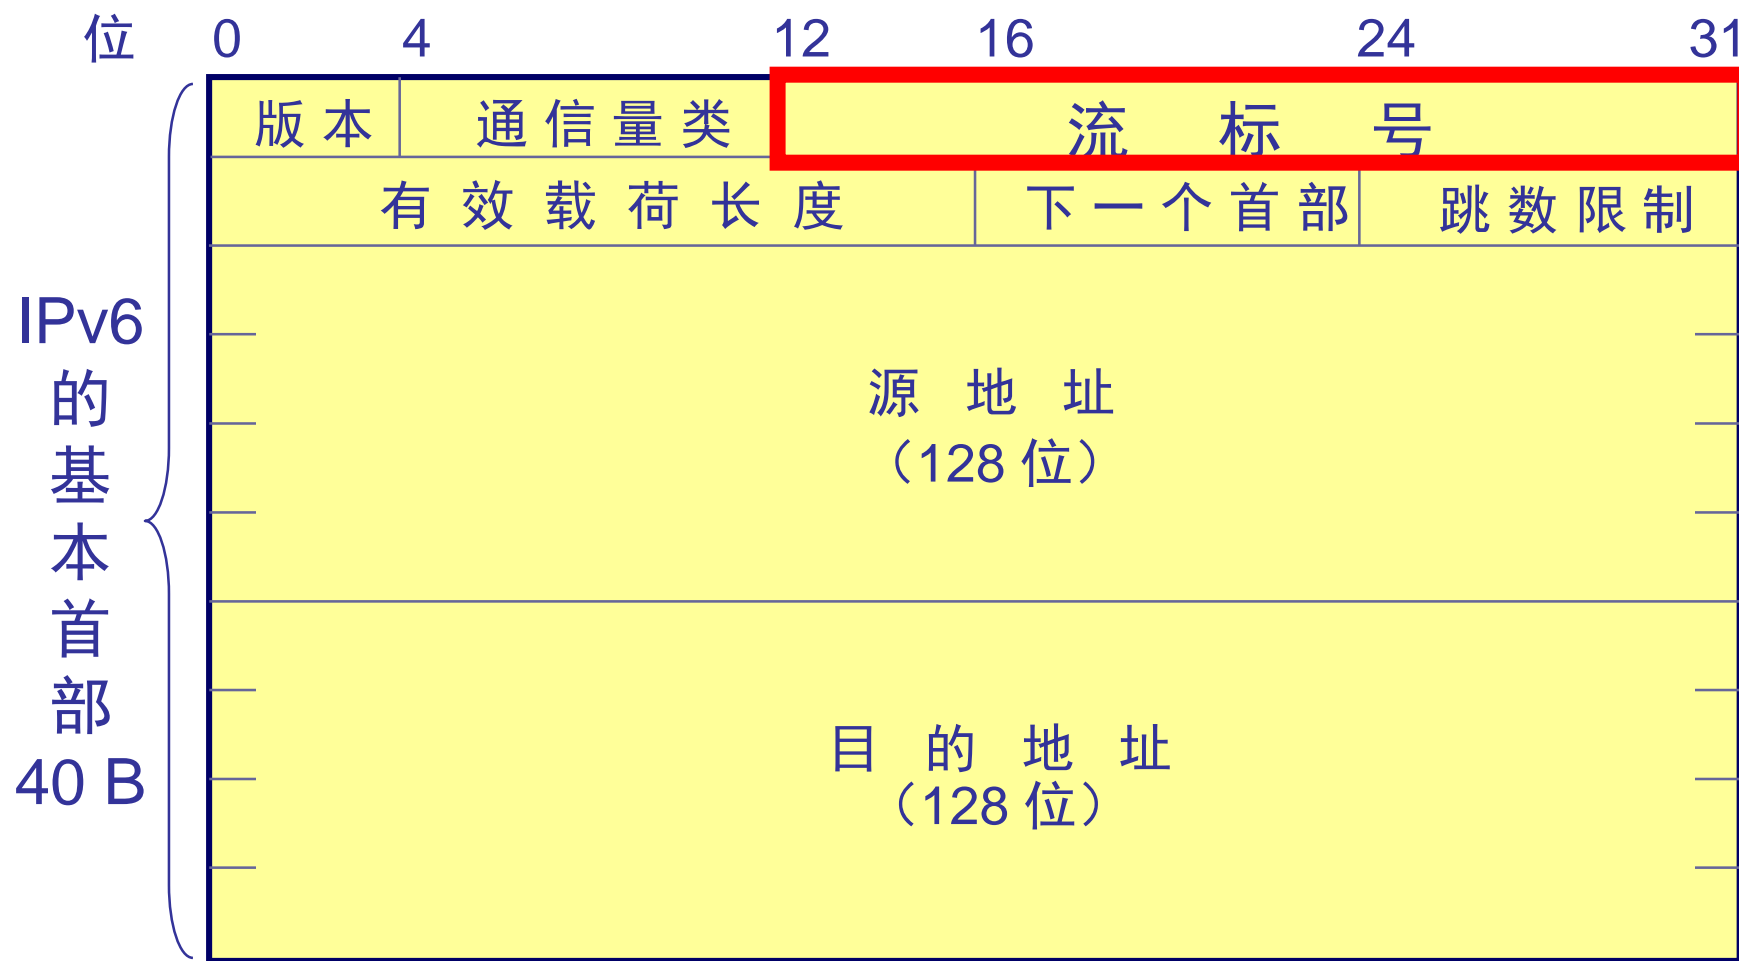 位 0 4 12 16 24 31
版本 通信量类 流标号
有效载荷长度 下一个首部 跳数限制
IPv6
的
基
本
首
部
40 B
源地址
（128 位）
目的地址
（128 位）